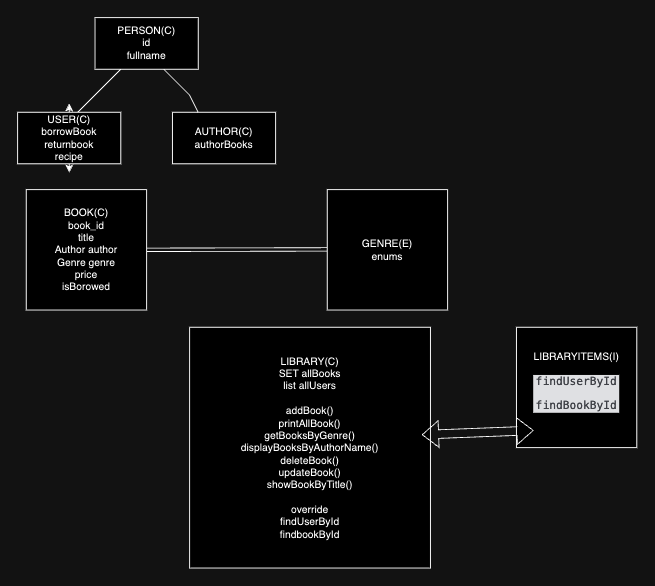 PERSON(C)
id
fullname
USER(C)
borrowBook
returnbook
recipe
AUTHOR(C)
authorBooks
BOOK(C)
book_id
title
Author author
Genre genre
price
isBorowed
GENRE(E)
enums
LIBRARY(C)
SET allBooks
list allUsers
addBook()
printAllBook()
getBooksByGenre()
displayBooksByAuthorName()
deleteBook()
updateBook()
showBookByTitle()
override
findUserById
findbookById
LIBRARYITEMS(I)
findUserById
findBookById